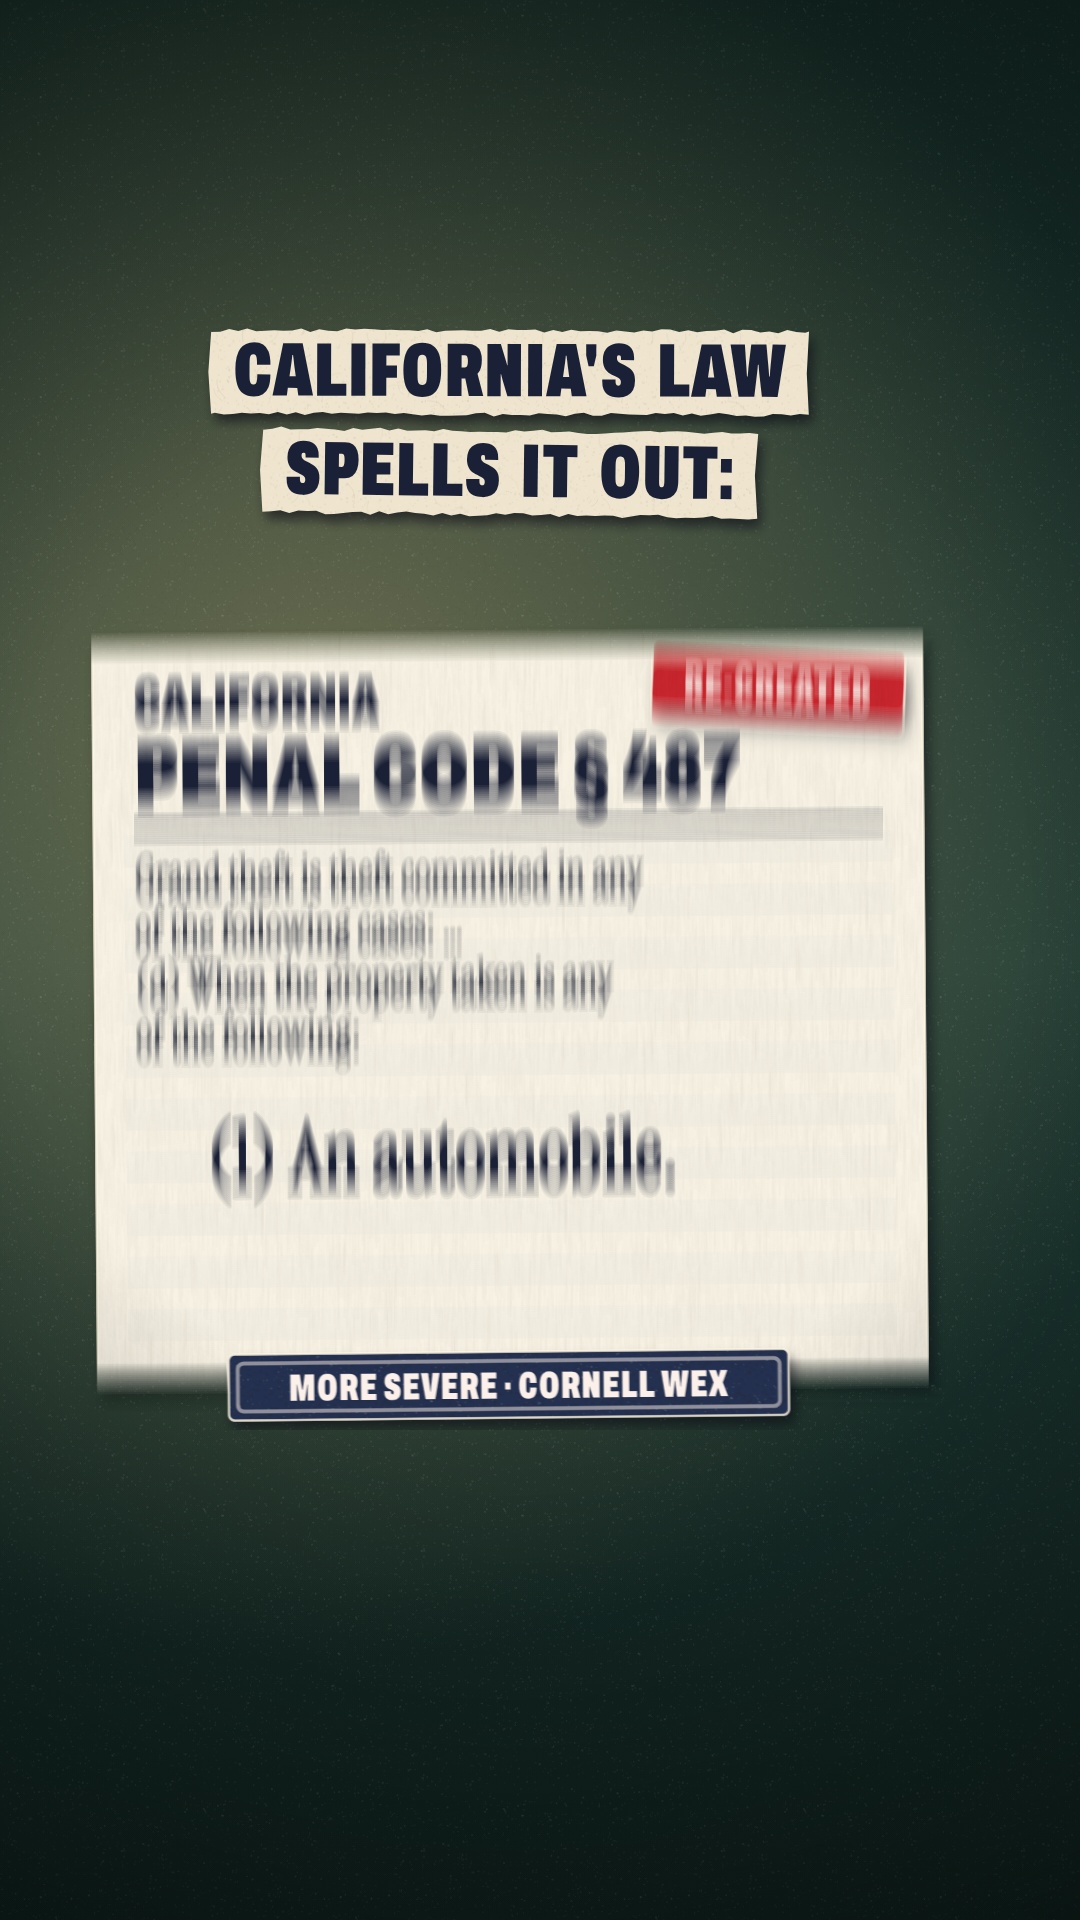 CALIFORNIA'S LAW
SPELLS IT OUT:
RE-CREATED
CALIFORNIA
PENAL CODE § 487
Grand theft is theft committed in any
of the following cases: ...
(d) When the property taken is any
of the following:
(1) An automobile.
MORE SEVERE · CORNELL WEX